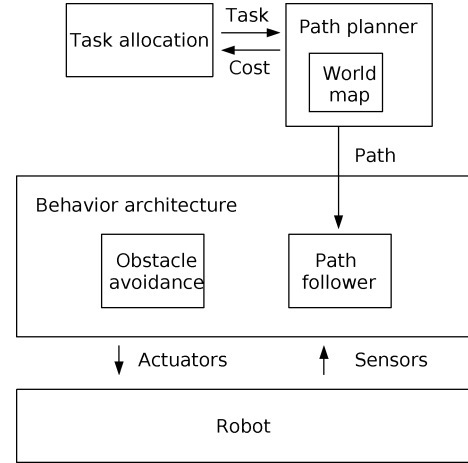 Task
Task allocation
Path planner
Cost
World
map
Path
Behavior architecture
Obstacle
avoidance
Path
follower
Actuators
Sensors
Robot